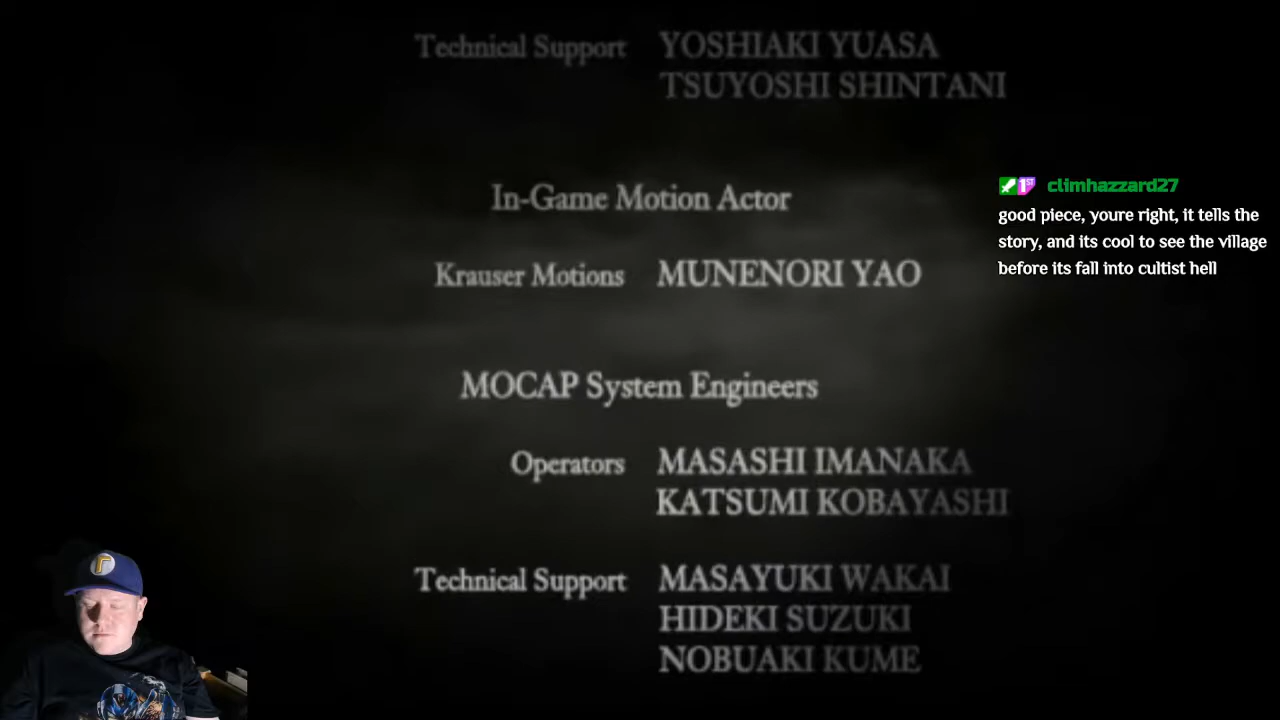 Technical Support YOSHIAKI YUASA
TSUYOSHI SHINTANI
In-Game Motion Actor
Krauser Motions MUNENORI YAO
MOCAP System Engineers
Operators MASASHI IMANAKA
KATSUMI KOBAYASHI
Technical Support MASAYUKI WAKAI
HIDEKI SUZUKI
NOBUAKI KUME
1ST climhazzard27
good piece, youre right, it tells the
story, and its cool to see the village
before its fall into cultist hell